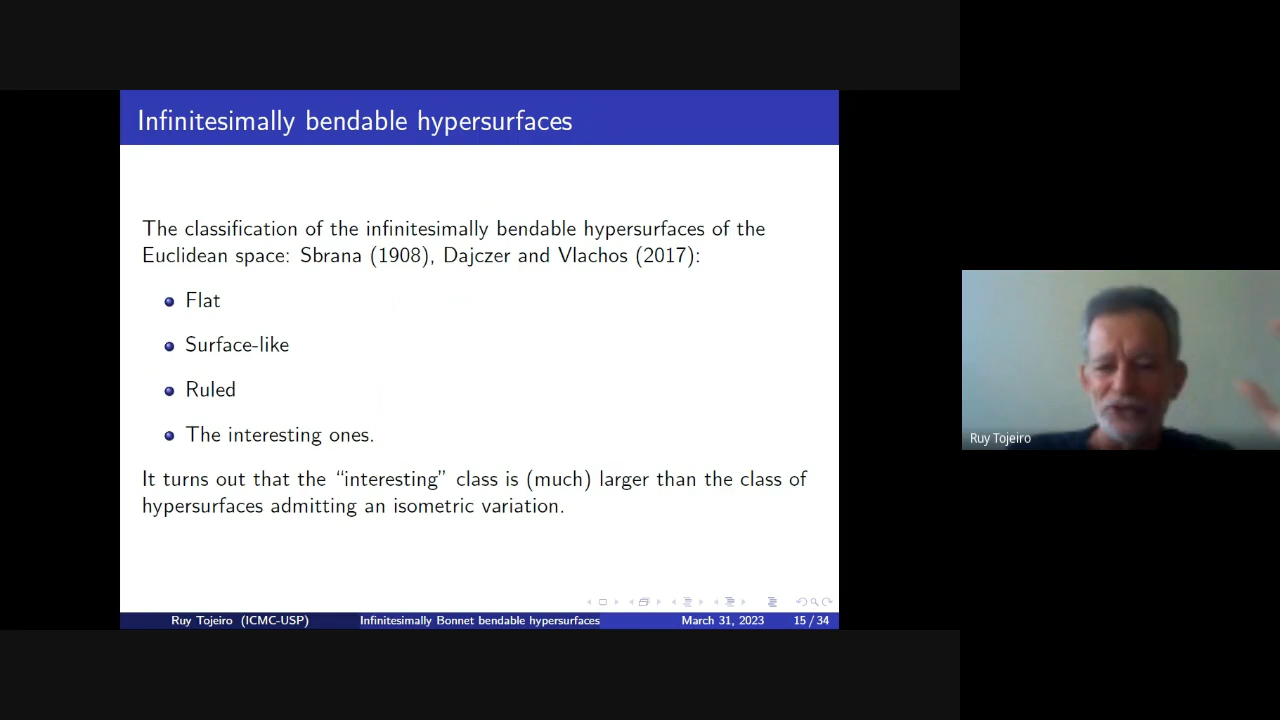 Infinitesimally bendable hypersurfaces
The classification of the infinitesimally bendable hypersurfaces of the
Euclidean space: Sbrana (1908), Dajczer and Vlachos (2017):
Flat
Surface-like
Ruled
The interesting ones.
It turns out that the “interesting” class is (much) larger than the class of
hypersurfaces admitting an isometric variation.
Ruy Tojeiro (ICMC-USP) Infinitesimally Bonnet bendable hypersurfaces March 31, 2023 15 / 34
Ruy Tojeiro